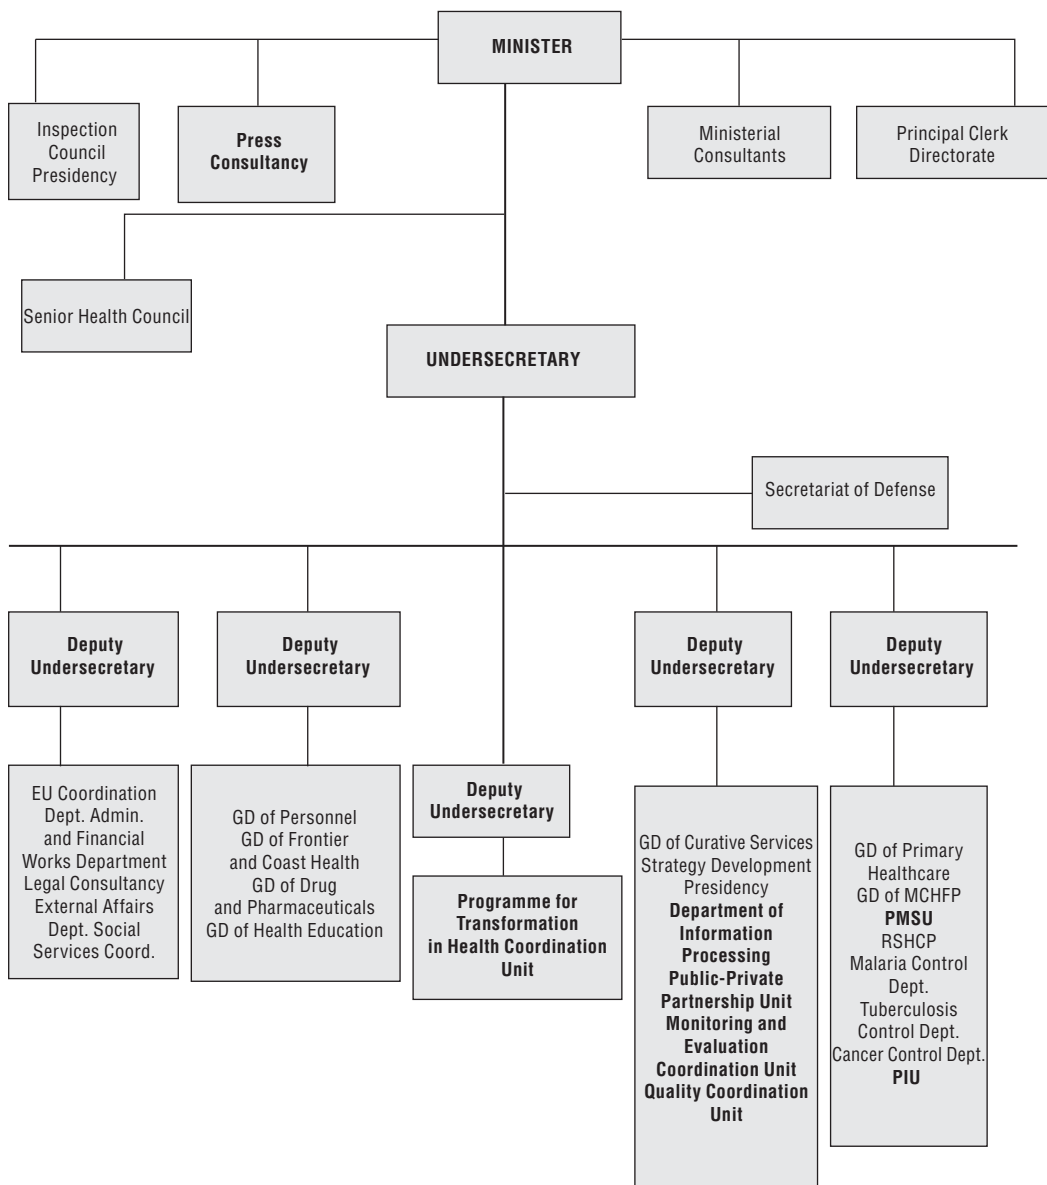 MINISTER
Inspection
Council
Presidency
Press
Consultancy
Ministerial
Consultants
Principal Clerk
Directorate
Senior Health Council
UNDERSECRETARY
Secretariat of Defense
Deputy
Undersecretary
Deputy
Undersecretary
Deputy
Undersecretary
Deputy
Undersecretary
EU Coordination
Dept. Admin.
and Financial
Works Department
Legal Consultancy
External Affairs
Dept. Social
Services Coord.
GD of Personnel
GD of Frontier
and Coast Health
GD of Drug
and Pharmaceuticals
GD of Health Education
Deputy
Undersecretary
Programme for
Transformation
in Health Coordination
Unit
GD of Curative Services
Strategy Development
Presidency
Department of
Information
Processing
Public-Private
Partnership Unit
Monitoring and
Evaluation
Coordination Unit
Quality Coordination
Unit
GD of Primary
Healthcare
GD of MCHFP
PMSU
RSHCP
Malaria Control
Dept.
Tuberculosis
Control Dept.
Cancer Control Dept.
PIU